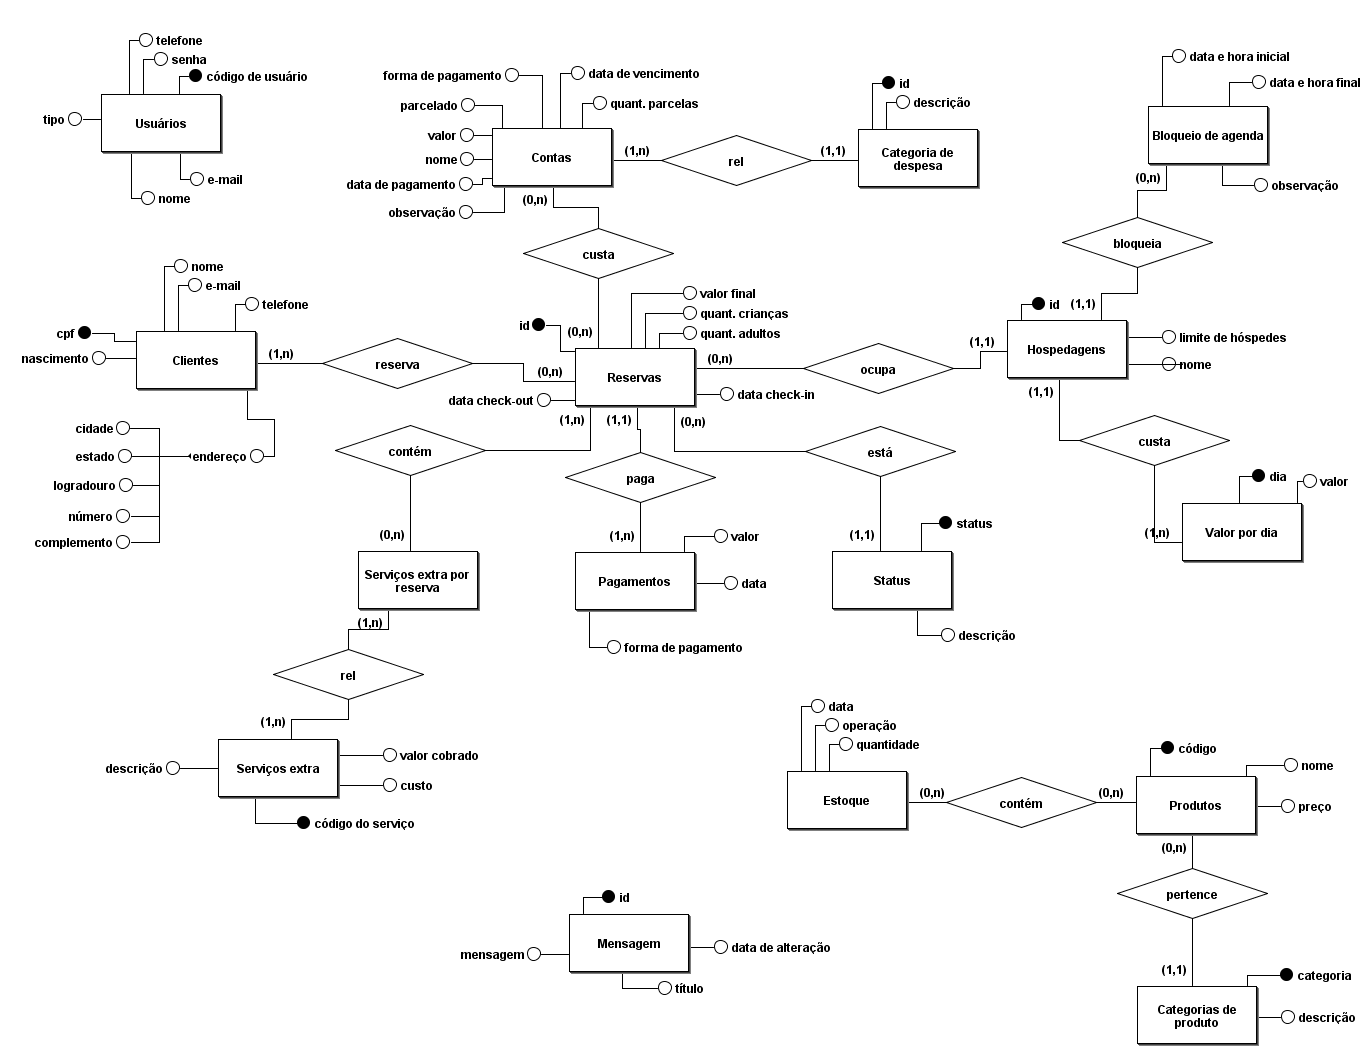 telefone
senha
código de usuário
tipo
Usuários
e-mail
nome
forma de pagamento
data de vencimento
parcelado
quant. parcelas
valor
nome
data de pagamento
observação
Contas
(1,n)
rel
(1,1)
id
descrição
Categoria de
despesa
(0,n)
custa
(0,n)
data e hora inicial
data e hora final
Bloqueio de agenda
(0,n)
observação
bloqueia
(1,1)
id
Hospedagens
limite de hóspedes
nome
(1,1)
(1,1)
custa
(1,n)
dia
valor
Valor por dia
nome
e-mail
telefone
cpf
nascimento
Clientes
(1,n)
reserva
(0,n)
endereço
cidade
estado
logradouro
número
complemento
id
valor final
quant. crianças
quant. adultos
Reservas
(0,n)
ocupa
data check-out
data check-in
(1,n)
(1,1)
(0,n)
contém
(0,n)
Serviços extra por
reserva
(1,n)
rel
(1,n)
Serviços extra
descrição
valor cobrado
custo
código do serviço
paga
(1,n)
Pagamentos
valor
data
forma de pagamento
está
(1,1)
status
Status
descrição
data
operação
quantidade
Estoque
(0,n)
contém
(0,n)
código
nome
Produtos
preço
(0,n)
pertence
(1,1)
categoria
Categorias de
produto
descrição
id
Mensagem
mensagem
data de alteração
título